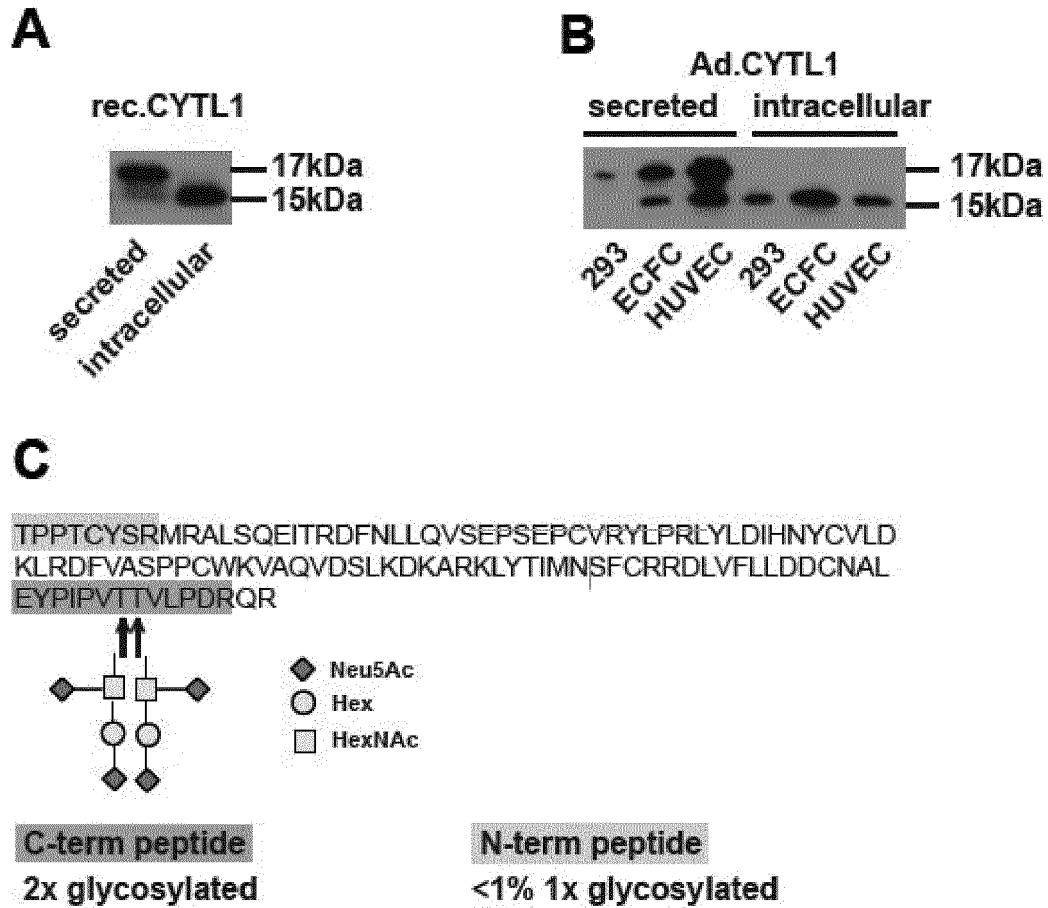 A
rec.CYTL1
17kDa
15kDa
secreted
intracellular
B
Ad.CYTL1
secreted intracellular
17kDa
15kDa
293 ECFC HUVEC 293 ECFC HUVEC
C
TPPTCYSRMRALSQEITRDFNLLQVSEPSEPCVRYLPRLYLDIHNYCVLD
KLRDFVASPPCWKVAQVDSLKDKARKLYTIMNSFCRRDLVFLLDDCNAL
EYPIPVTTVLPDRQR
Neu5Ac
Hex
HexNAc
C-term peptide N-term peptide
2x glycosylated <1% 1x glycosylated